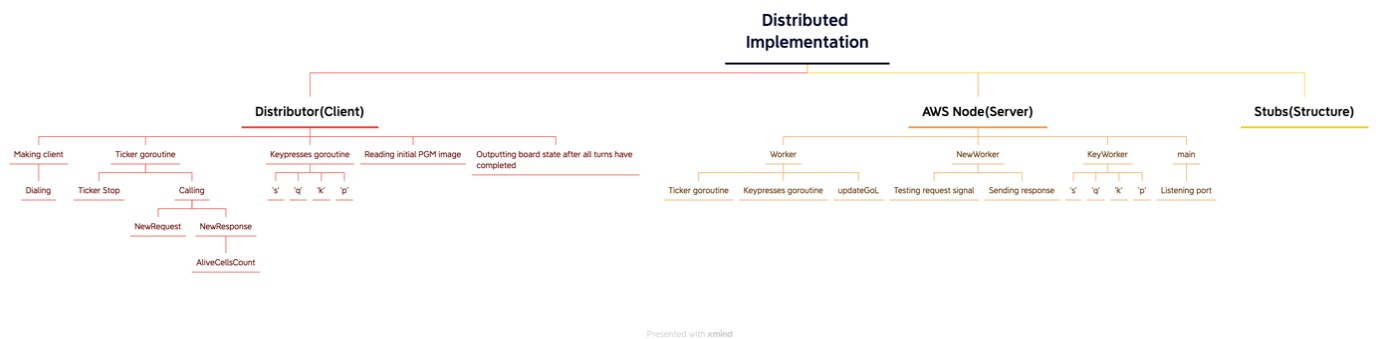 Distributed
Implementation
Distributor(Client)
AWS Node(Server)
Stubs(Structure)
Making client
Ticker goroutine
Keypresses goroutine
Reading initial PGM image
Outputting board state after all turns have
completed
Worker
NewWorker
KeyWorker
main
Dialing
Ticker Stop
Calling
's'
'q'
'k'
'p'
Ticker goroutine
Keypresses goroutine
updateGoL
Testing request signal
Sending response
's'
'q'
'k'
'p'
Listening port
NewRequest
NewResponse
AliveCellsCount
Presented with xmind